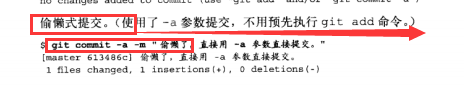 no changes added to commit (use "git add" and/or "git commit -a")
偷懒式提交。(使用了 -a 参数提交，不用预先执行 git add 命令。)
$ git commit -a -m "偷懒了，直接用 -a 参数直接提交。"
[master 613486c] 偷懒了，直接用 -a 参数直接提交。
1 files changed, 1 insertions(+), 0 deletions(-)